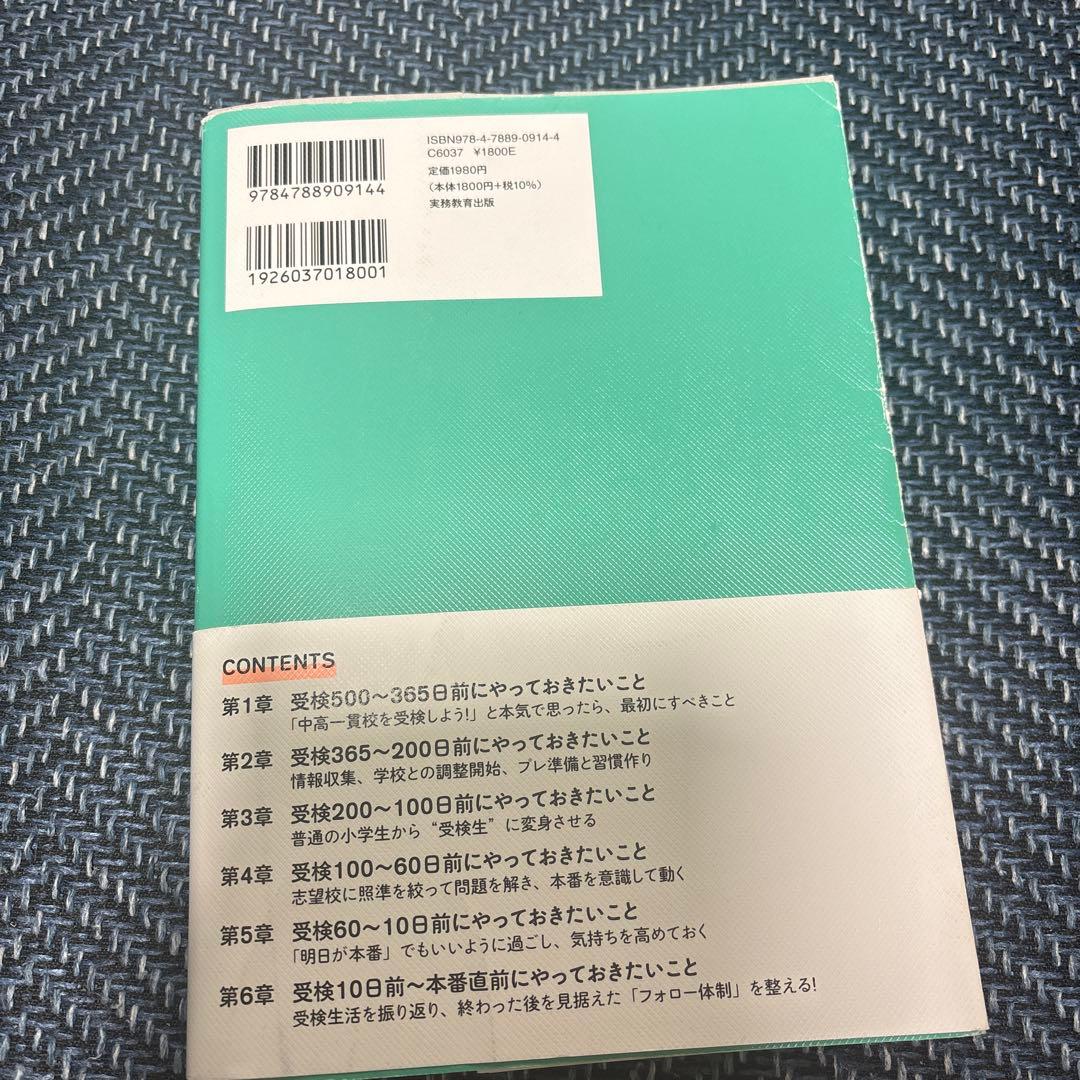 ISBN978-4-7889-0914-4
C6037 ¥1800E
定価1980円
(本体1800円+税10%)
実務教育出版
9784788909144
1926037018001
CONTENTS
第1章 受検500～365日前にやっておきたいこと
「中高一貫校を受検しよう!」と本気で思ったら、最初にすべきこと
第2章 受検365～200日前にやっておきたいこと
情報収集、学校との調整開始、プレ準備と習慣作り
第3章 受検200～100日前にやっておきたいこと
普通の小学生から“受検生”に変身させる
第4章 受検100～60日前にやっておきたいこと
志望校に照準を絞って問題を解き、本番を意識して動く
第5章 受検60～10日前にやっておきたいこと
「明日が本番」でもいいように過ごし、気持ちを高めておく
第6章 受検10日前～本番直前にやっておきたいこと
受検生活を振り返り、終わった後を見据えた「フォロー体制」を整える!